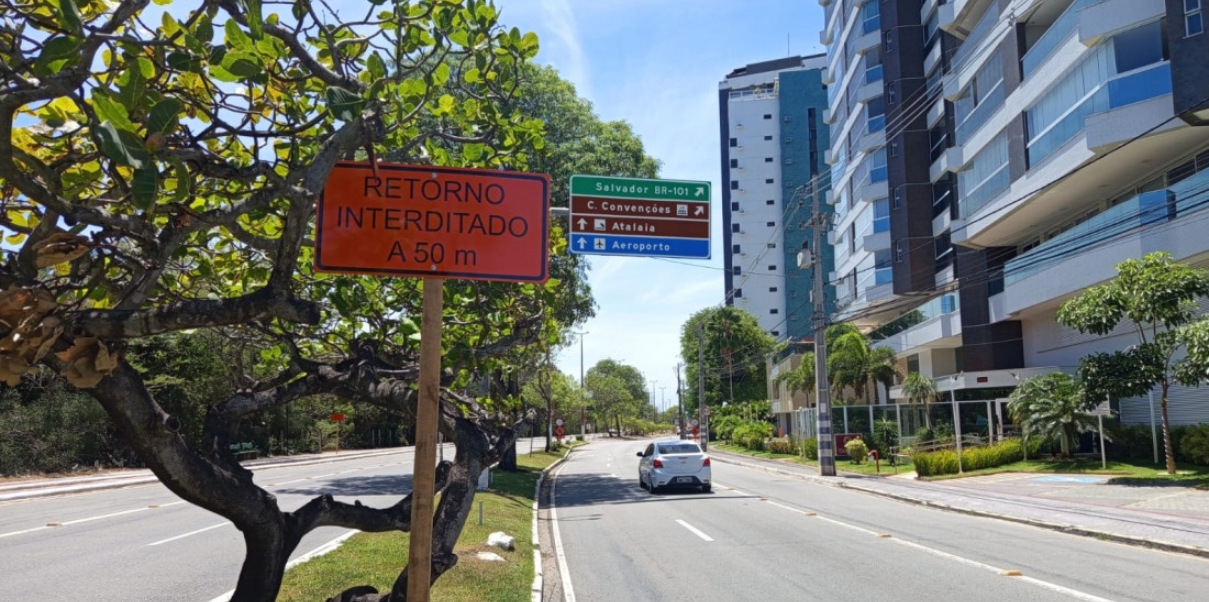 RETORNO
INTERDITADO
A 50 m
Salvador BR-101
C. Convenções
Atalaia
Aeroporto